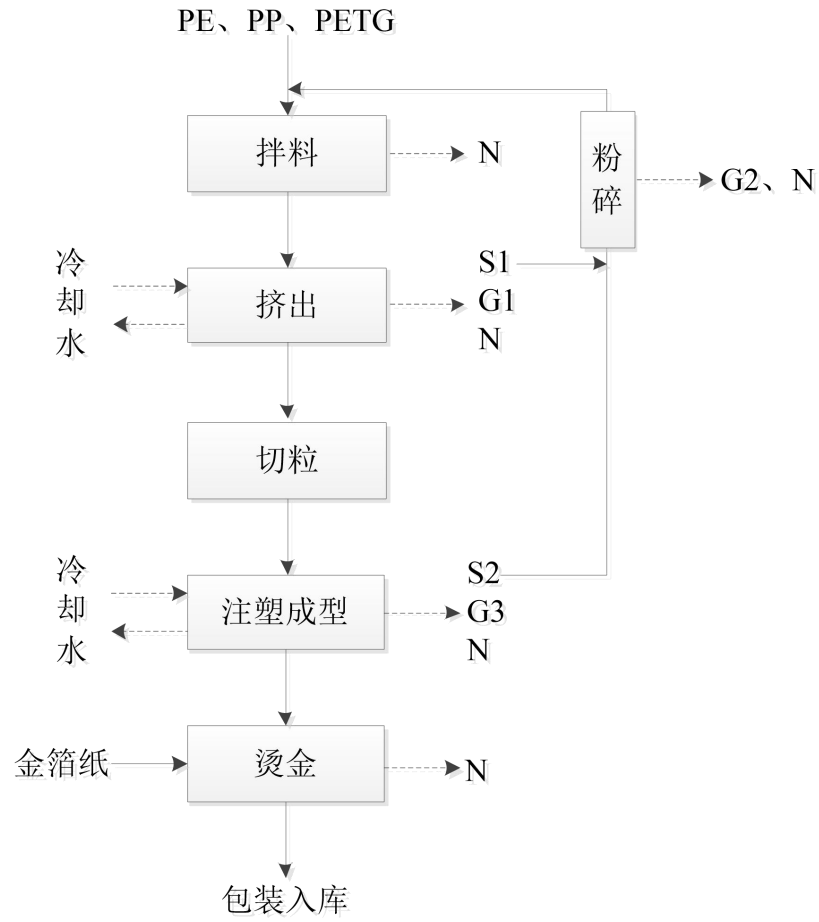 PE、PP、PETG
拌料
N
粉碎
G2、N
冷却水
挤出
S1
G1
N
切粒
冷却水
注塑成型
S2
G3
N
金箔纸
烫金
N
包装入库